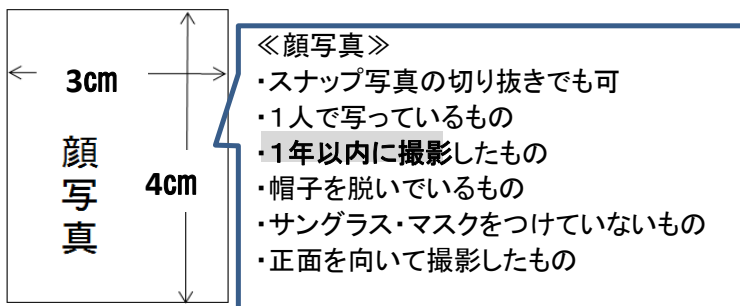 3cm
顔写真
4cm
≪顔写真≫
・スナップ写真の切り抜きでも可
・１人で写っているもの
・1年以内に撮影したもの
・帽子を脱いでいるもの
・サングラス・マスクをつけていないもの
・正面を向いて撮影したもの